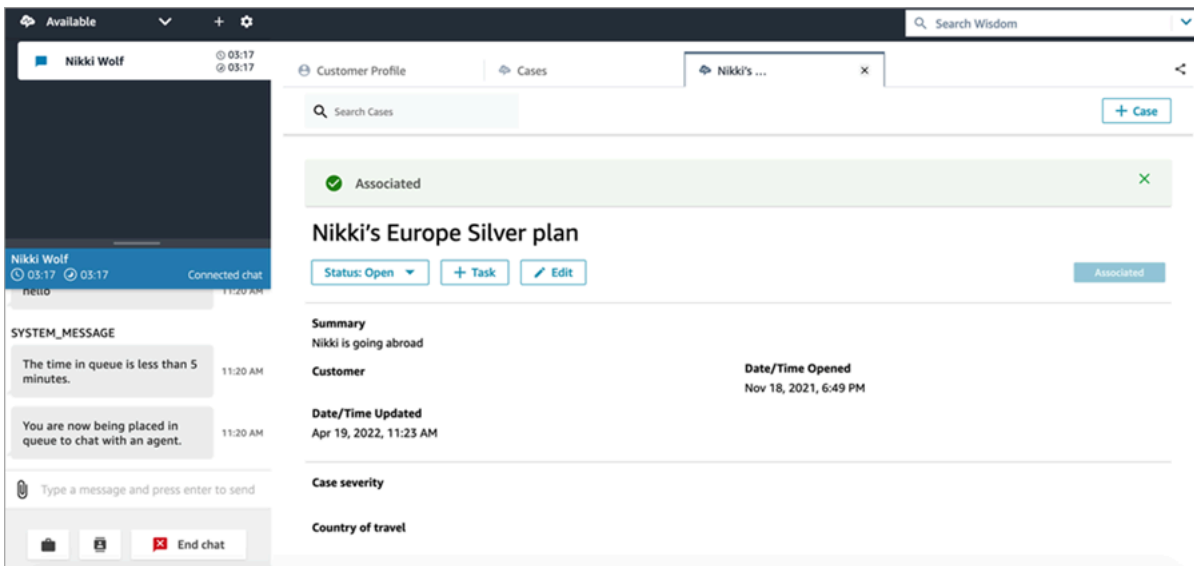 Available
Search Wisdom
Nikki Wolf
03:17
03:17
Customer Profile
Cases
Nikki's ...
Search Cases
+ Case
Associated
Nikki's Europe Silver plan
Status: Open
+ Task
Edit
Associated
Summary
Nikki is going abroad
Customer
Date/Time Opened
Nov 18, 2021, 6:49 PM
Date/Time Updated
Apr 19, 2022, 11:23 AM
Case severity
Country of travel
Nikki Wolf
03:17 03:17 Connected chat
hello 11:20 AM
SYSTEM_MESSAGE
The time in queue is less than 5
minutes.
11:20 AM
You are now being placed in
queue to chat with an agent.
11:20 AM
Type a message and press enter to send
End chat